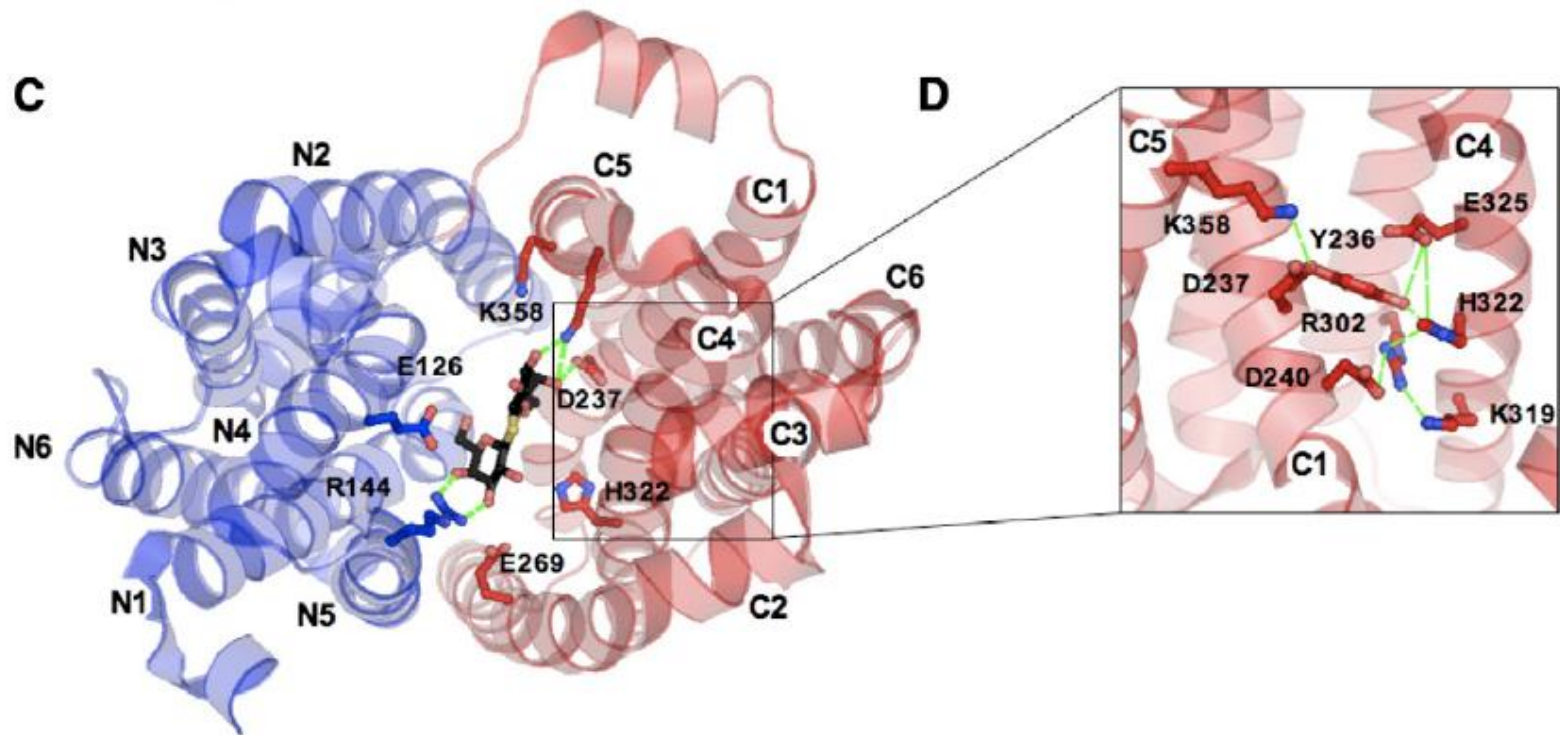 C
N2
N3
C5
C1
C6
K358
C4
E126
D237
N4
C3
N6
R144
H322
E269
N1
N5
C2
D
C5
C4
E325
K358
Y236
D237
H322
R302
D240
K319
C1